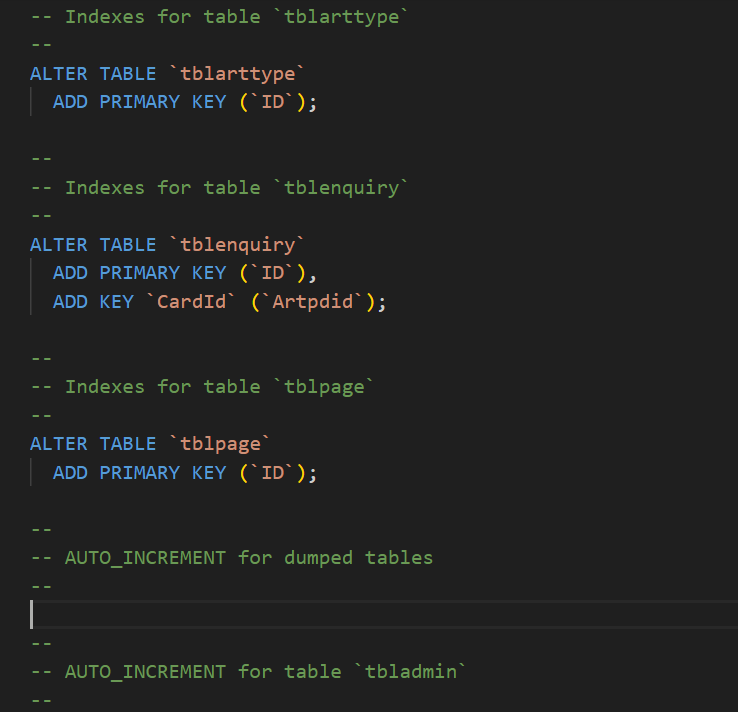 -- Indexes for table `tblarttype`
--
ALTER TABLE `tblarttype`
ADD PRIMARY KEY (`ID`);
--
-- Indexes for table `tblenquiry`
--
ALTER TABLE `tblenquiry`
ADD PRIMARY KEY (`ID`),
ADD KEY `CardId` (`Artpdid`);
--
-- Indexes for table `tblpage`
--
ALTER TABLE `tblpage`
ADD PRIMARY KEY (`ID`);
--
-- AUTO_INCREMENT for dumped tables
--
--
-- AUTO_INCREMENT for table `tbladmin`
--